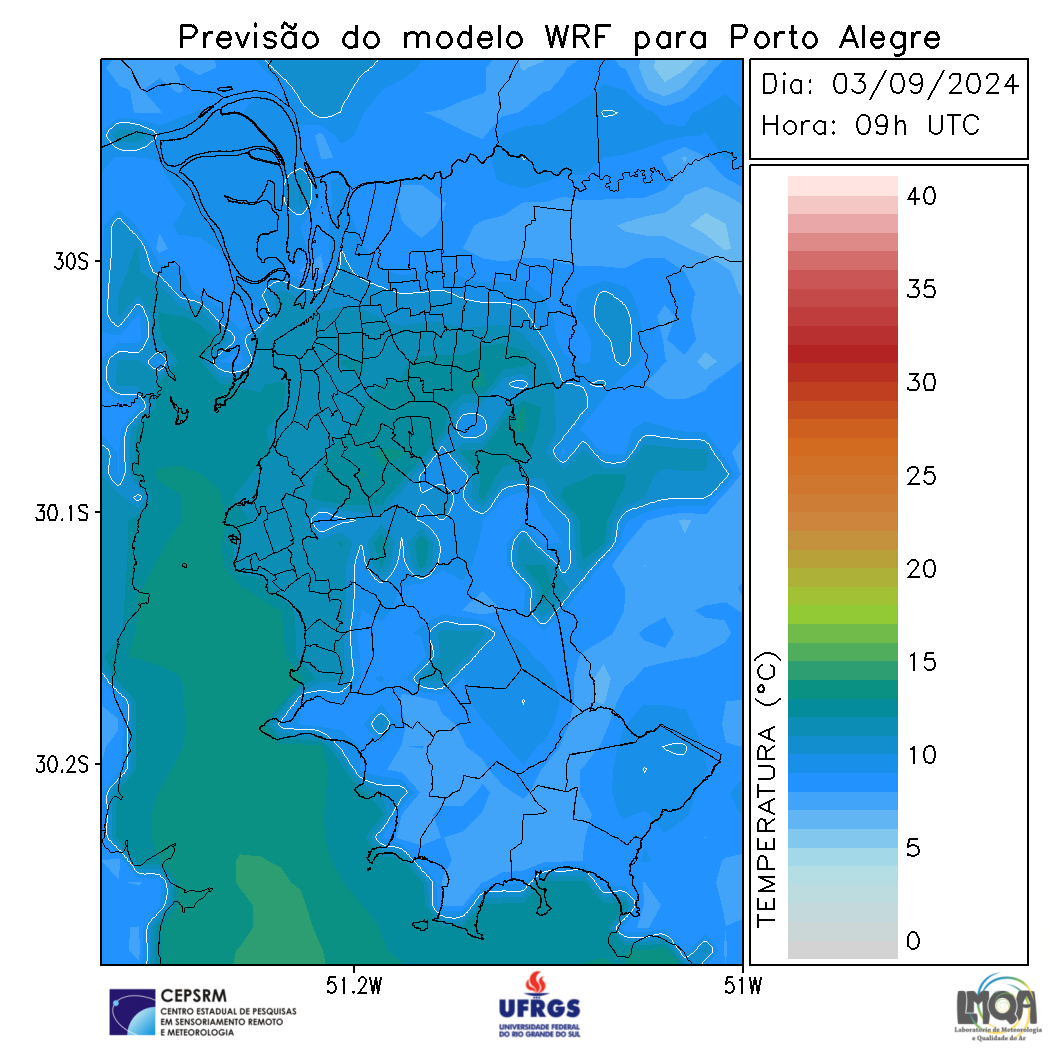 Previsão do modelo WRF para Porto Alegre
Dia: 03/09/2024
Hora: 09h UTC
40
35
30
25
20
15
10
5
0
TEMPERATURA (°C)
30S
30.1S
30.2S
51.2W
51W
CEPSRM
CENTRO ESTADUAL DE PESQUISAS
EM SENSORIAMENTO REMOTO
E METEOROLOGIA
UFRGS
UNIVERSIDADE FEDERAL
DO RIO GRANDE DO SUL
LMQA
Laboratório de Meteorologia
e Qualidade do Ar